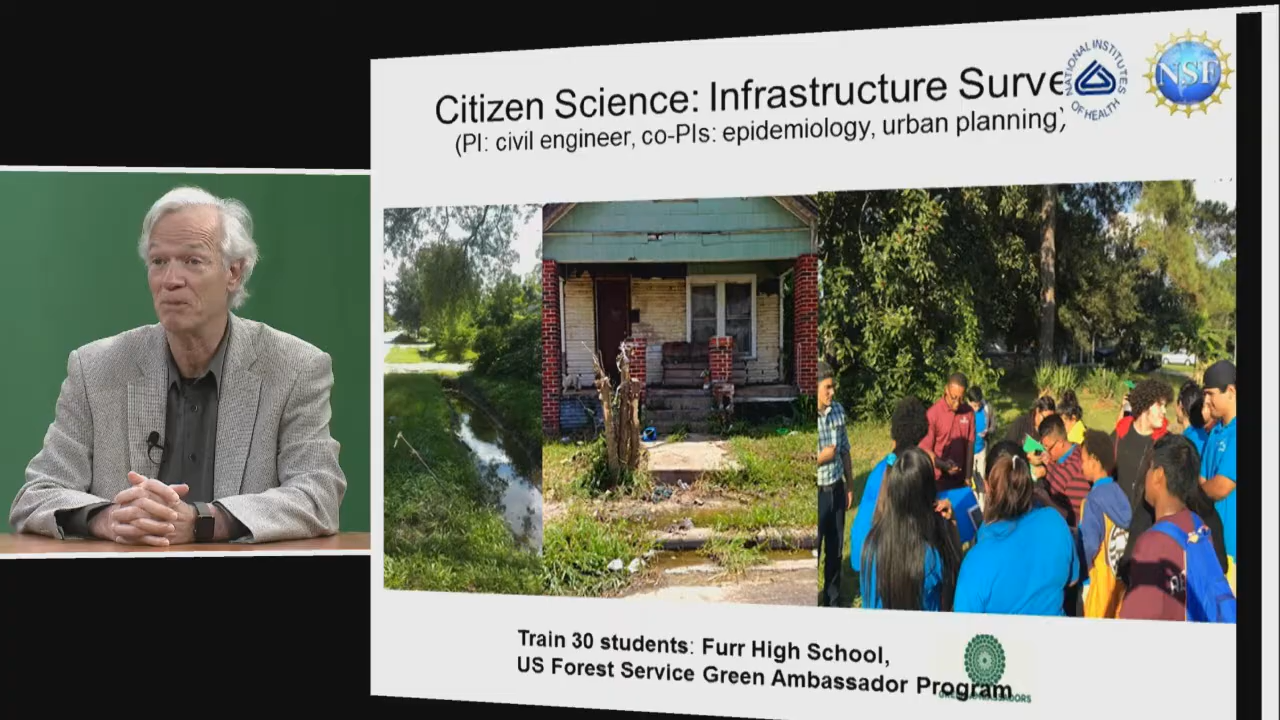 Citizen Science: Infrastructure Surve
(PI: civil engineer, co-PIs: epidemiology, urban planning)
NATIONAL INSTITUTES
OF HEALTH
NSF
Train 30 students: Furr High School,
US Forest Service Green Ambassador Program